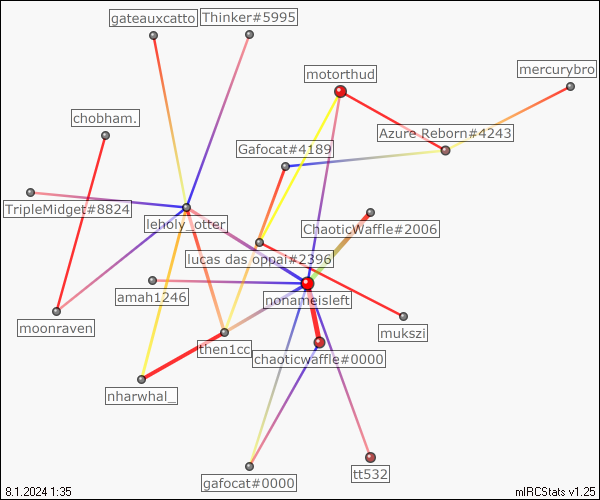 gateauxcatto
Thinker#5995
motorthud
mercurybro
chobham.
Azure Reborn#4243
Gafocat#4189
TripleMidget#8824
leholy_otter
ChaoticWaffle#2006
lucas das oppai#2396
amah1246
nonameisleft
moonraven
mukszi
then1cc
chaoticwaffle#0000
nharwhal_
tt532
gafocat#0000
8.1.2024 1:35
mIRCStats v1.25